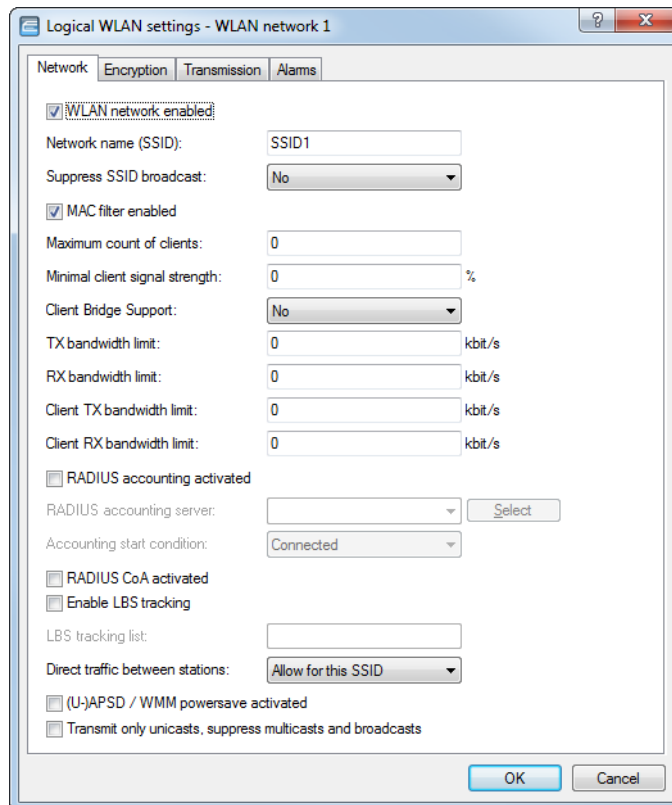 Logical WLAN settings - WLAN network 1
Network Encryption Transmission Alarms
WLAN network enabled
Network name (SSID): SSID1
Suppress SSID broadcast: No
MAC filter enabled
Maximum count of clients: 0
Minimal client signal strength: 0 %
Client Bridge Support: No
TX bandwidth limit: 0 kbit/s
RX bandwidth limit: 0 kbit/s
Client TX bandwidth limit: 0 kbit/s
Client RX bandwidth limit: 0 kbit/s
RADIUS accounting activated
RADIUS accounting server: Select
Accounting start condition: Connected
RADIUS CoA activated
Enable LBS tracking
LBS tracking list:
Direct traffic between stations: Allow for this SSID
(U-)APSD / WMM powersave activated
Transmit only unicasts, suppress multicasts and broadcasts
OK Cancel